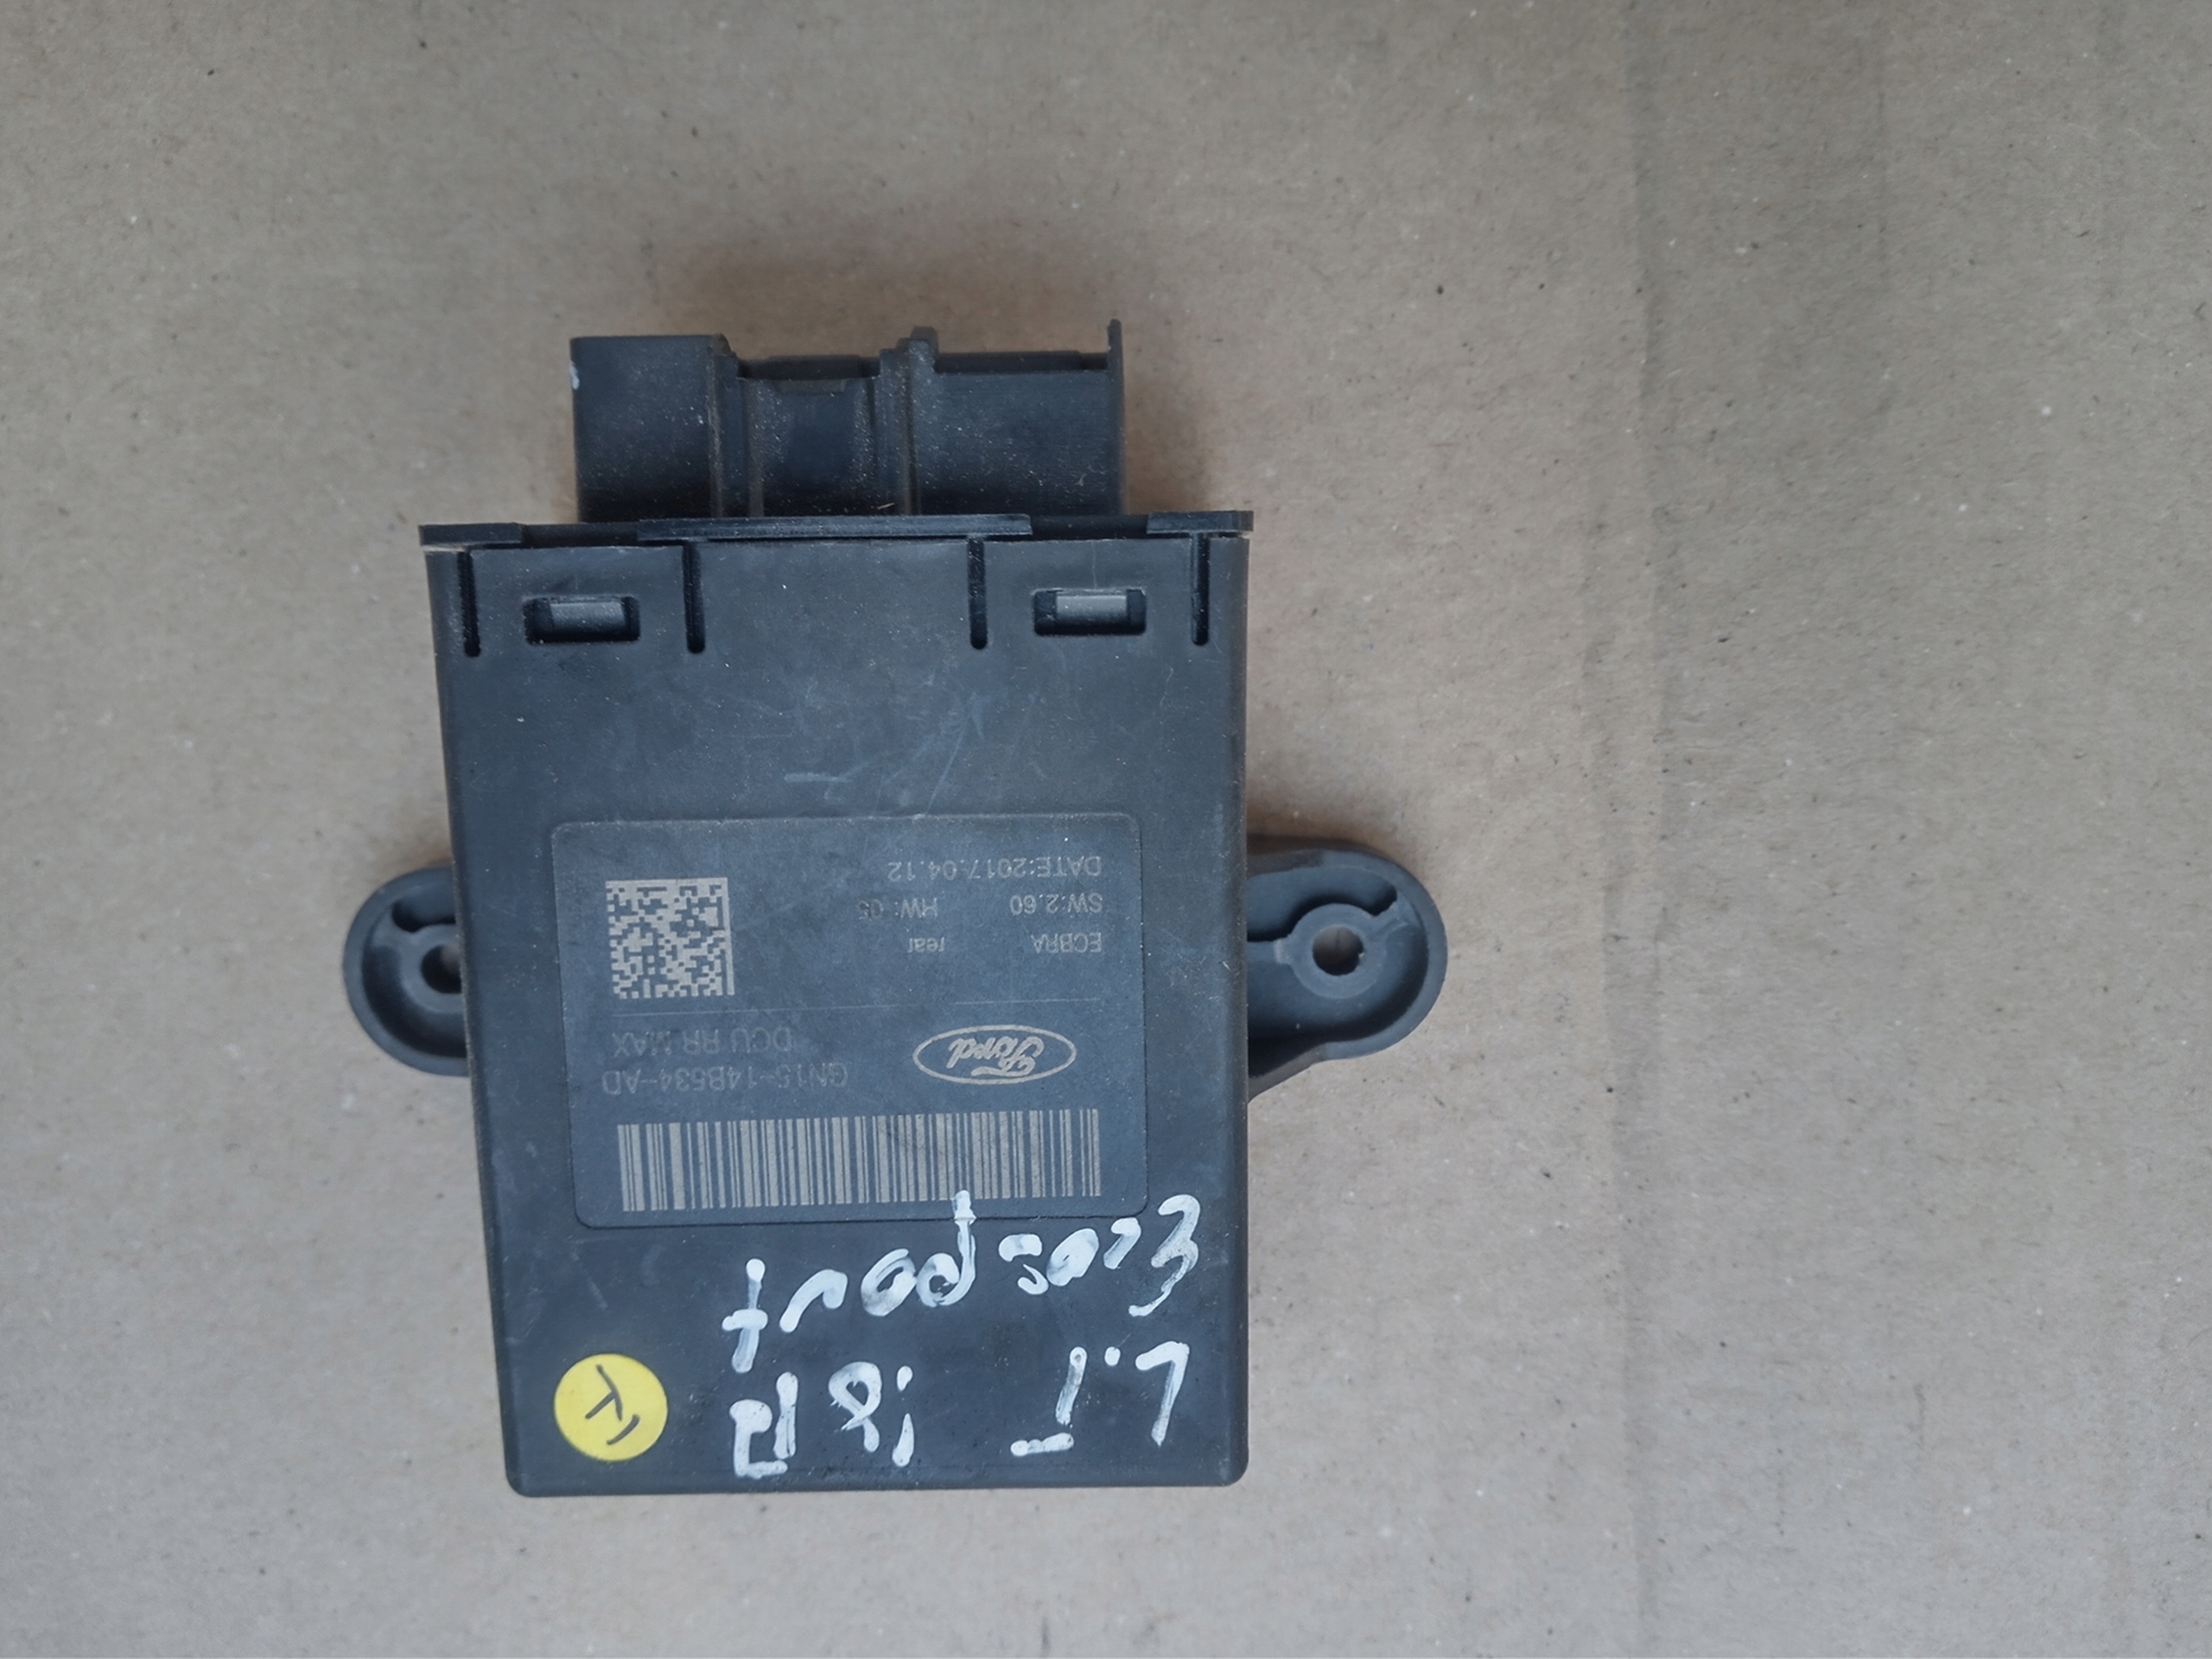 Ford
GN15-14B534-AD
DCU RR MAX
ECBRA rear
SW:2.60 HW: 05
DATE:2017.04.12
Ecosport
L.T